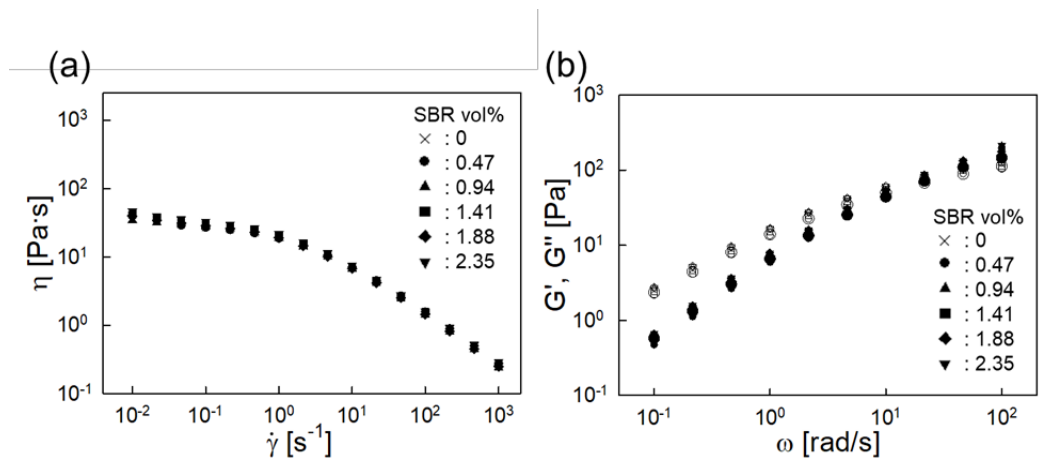 (a)
η [Pa·s]
10³
10²
10¹
10⁰
10⁻¹
SBR vol%
× : 0
● : 0.47
▲ : 0.94
■ : 1.41
◆ : 1.88
▼ : 2.35
10⁻² 10⁻¹ 10⁰ 10¹ 10² 10³
γ̇ [s⁻¹]
(b)
G', G" [Pa]
10³
10²
10¹
10⁰
10⁻¹
SBR vol%
× : 0
● : 0.47
▲ : 0.94
■ : 1.41
◆ : 1.88
▼ : 2.35
10⁻¹ 10⁰ 10¹ 10²
ω [rad/s]